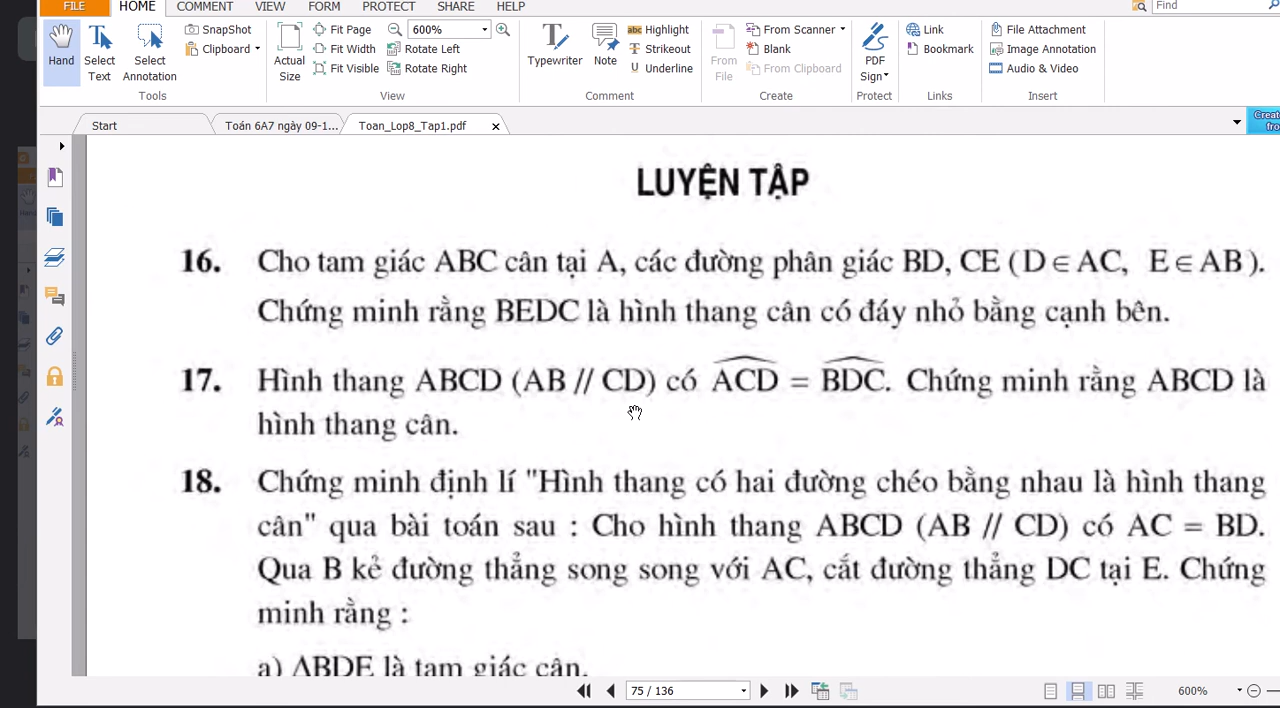 FILE HOME COMMENT VIEW FORM PROTECT SHARE HELP Find
SnapShot Fit Page 600% Highlight From Scanner Link File Attachment
Clipboard Fit Width Rotate Left Strikeout Blank Bookmark Image Annotation
Hand Select Text Select Annotation Actual Size Fit Visible Rotate Right Typewriter Note Underline From File From Clipboard PDF Sign Audio & Video
Tools View Comment Create Protect Links Insert
Start Toán 6A7 ngày 09-1... Toan_Lop8_Tap1.pdf
LUYỆN TẬP
16. Cho tam giác ABC cân tại A, các đường phân giác BD, CE (D ∈ AC, E ∈ AB).
Chứng minh rằng BEDC là hình thang cân có đáy nhỏ bằng cạnh bên.
17. Hình thang ABCD (AB // CD) có ACD = BDC. Chứng minh rằng ABCD là
hình thang cân.
18. Chứng minh định lí "Hình thang có hai đường chéo bằng nhau là hình thang
cân" qua bài toán sau : Cho hình thang ABCD (AB // CD) có AC = BD.
Qua B kẻ đường thẳng song song với AC, cắt đường thẳng DC tại E. Chứng
minh rằng :
a) ΔBDE là tam giác cân.
75 / 136 600%